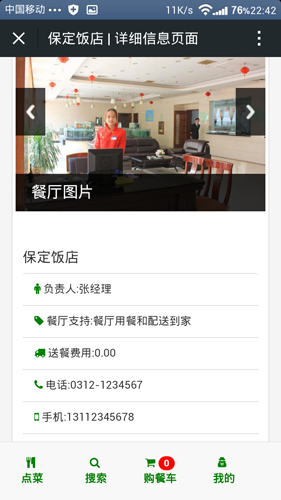 中国移动 ••• 11K/s 76% 22:42
保定饭店 | 详细信息页面
餐厅图片
保定饭店
负责人:张经理
餐厅支持:餐厅用餐和配送到家
送餐费用:0.00
电话:0312-1234567
手机:13112345678
0
点菜 搜索 购餐车 我的